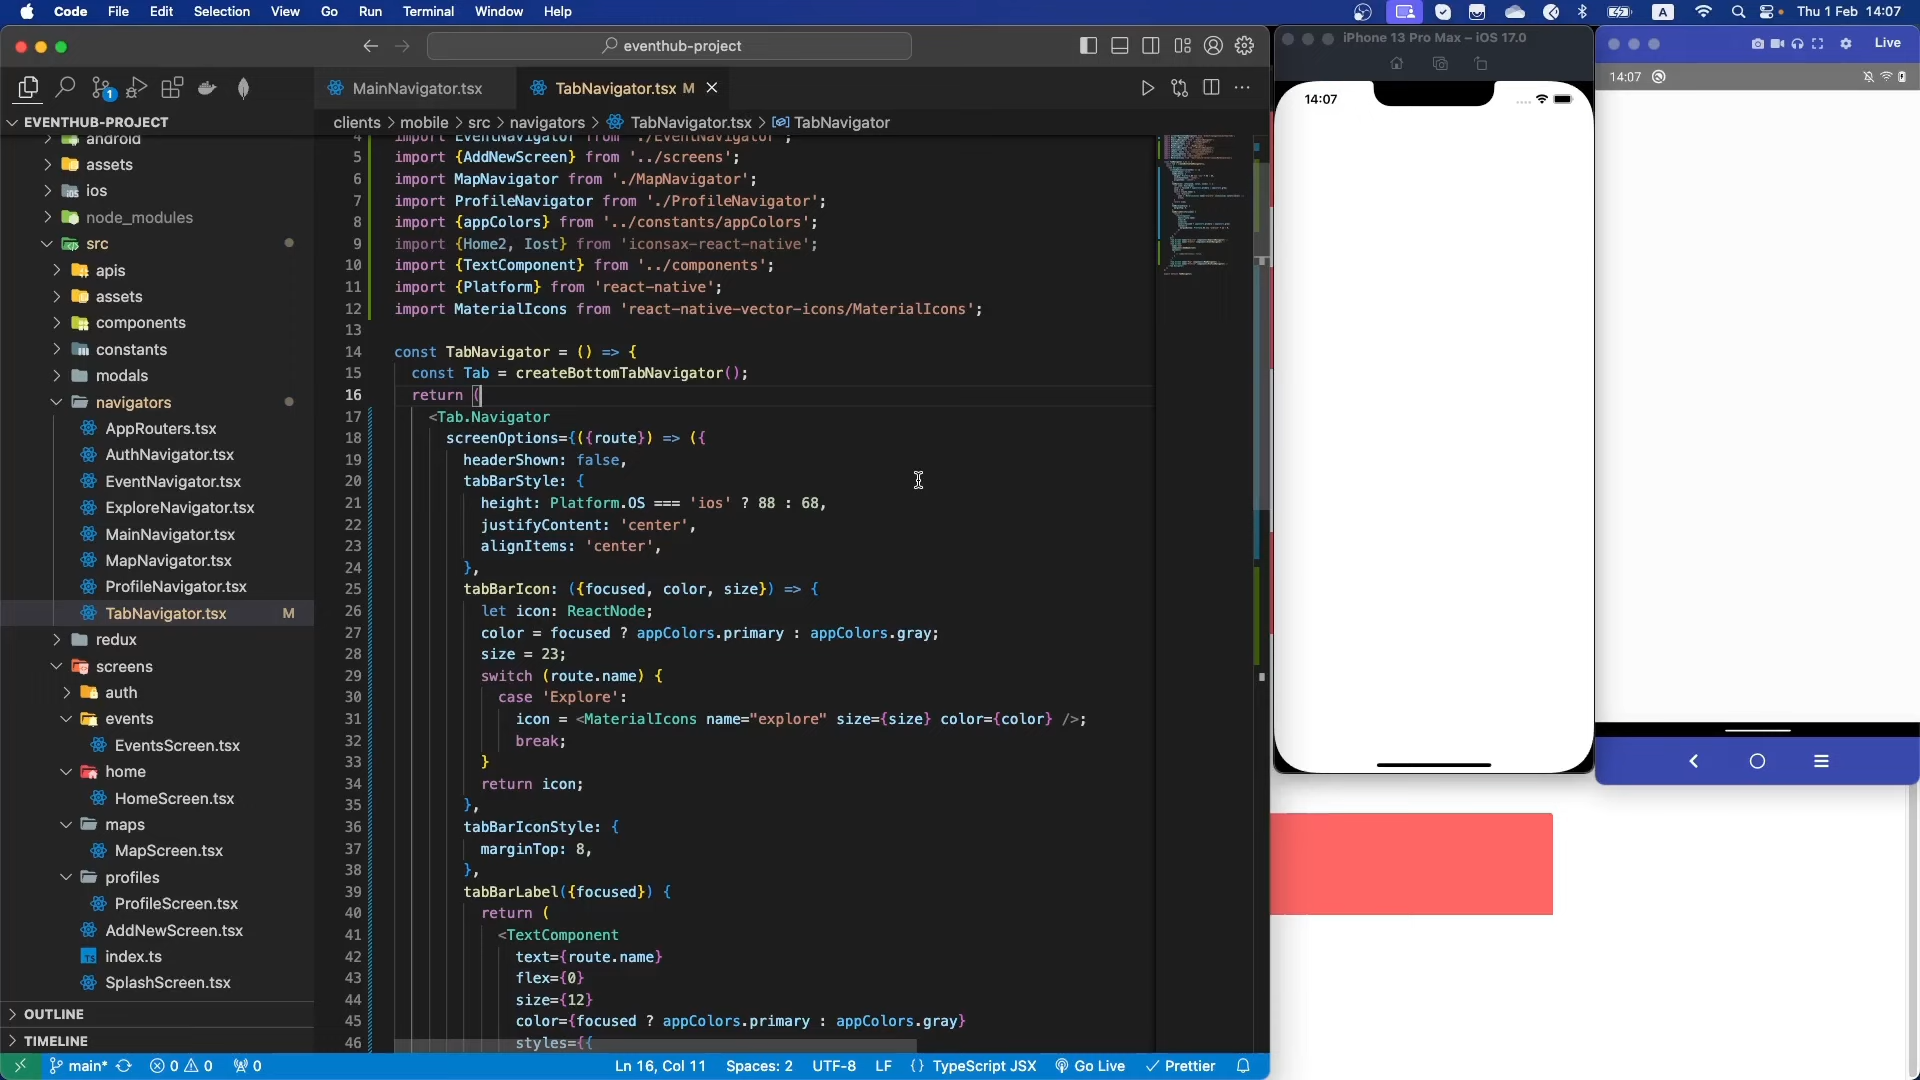 Code File Edit Selection View Go Run Terminal Window Help
A
Thu 1 Feb 14:07
eventhub-project
EVENTHUB-PROJECT
android
assets
ios
node_modules
src
apis
assets
components
constants
modals
navigators
AppRouters.tsx
AuthNavigator.tsx
EventNavigator.tsx
ExploreNavigator.tsx
MainNavigator.tsx
MapNavigator.tsx
ProfileNavigator.tsx
TabNavigator.tsx M
redux
screens
auth
events
EventsScreen.tsx
home
HomeScreen.tsx
maps
MapScreen.tsx
profiles
ProfileScreen.tsx
AddNewScreen.tsx
index.ts
SplashScreen.tsx
OUTLINE
TIMELINE
MainNavigator.tsx
TabNavigator.tsx M
clients > mobile > src > navigators > TabNavigator.tsx > TabNavigator
4 import EventNavigator from './EventNavigator';
5 import {AddNewScreen} from '../screens';
6 import MapNavigator from './MapNavigator';
7 import ProfileNavigator from './ProfileNavigator';
8 import {appColors} from '../constants/appColors';
9 import {Home2, Iost} from 'iconsax-react-native';
10 import {TextComponent} from '../components';
11 import {Platform} from 'react-native';
12 import MaterialIcons from 'react-native-vector-icons/MaterialIcons';
13
14 const TabNavigator = () => {
15 const Tab = createBottomTabNavigator();
16 return (
17 <Tab.Navigator
18 screenOptions={({route}) => ({
19 headerShown: false,
20 tabBarStyle: {
21 height: Platform.OS === 'ios' ? 88 : 68,
22 justifyContent: 'center',
23 alignItems: 'center',
24 },
25 tabBarIcon: ({focused, color, size}) => {
26 let icon: ReactNode;
27 color = focused ? appColors.primary : appColors.gray;
28 size = 23;
29 switch (route.name) {
30 case 'Explore':
31 icon = <MaterialIcons name="explore" size={size} color={color} />;
32 break;
33 }
34 return icon;
35 },
36 tabBarIconStyle: {
37 marginTop: 8,
38 },
39 tabBarLabel({focused}) {
40 return (
41 <TextComponent
42 text={route.name}
43 flex={0}
44 size={12}
45 color={focused ? appColors.primary : appColors.gray}
46 styles={{
main* 0 0 0
Ln 16, Col 11 Spaces: 2 UTF-8 LF {} TypeScript JSX Go Live Prettier
iPhone 13 Pro Max – iOS 17.0
14:07
Live
14:07